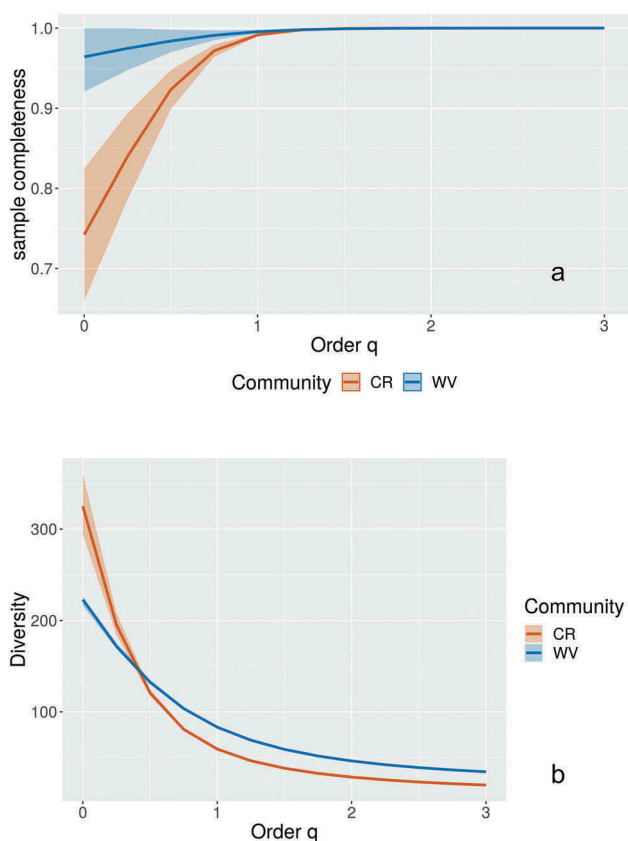 1.0
0.9
0.8
0.7
sample completeness
a
0 1 2 3
Order q
Community CR WV
300
200
100
Diversity
Community
CR
WV
b
0 1 2 3
Order q